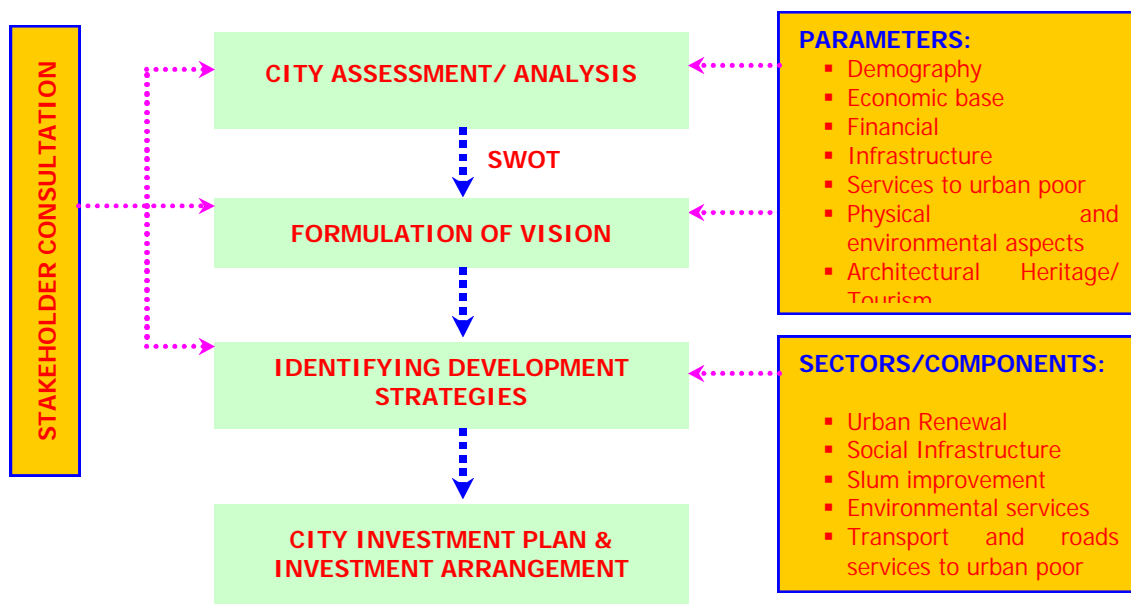 STAKEHOLDER CONSULTATION
CITY ASSESSMENT/ ANALYSIS
SWOT
FORMULATION OF VISION
IDENTIFYING DEVELOPMENT
STRATEGIES
CITY INVESTMENT PLAN &
INVESTMENT ARRANGEMENT
PARAMETERS:
▪ Demography
▪ Economic base
▪ Financial
▪ Infrastructure
▪ Services to urban poor
▪ Physical and
environmental aspects
▪ Architectural Heritage/
Tourism
SECTORS/COMPONENTS:
▪ Urban Renewal
▪ Social Infrastructure
▪ Slum improvement
▪ Environmental services
▪ Transport and roads
services to urban poor